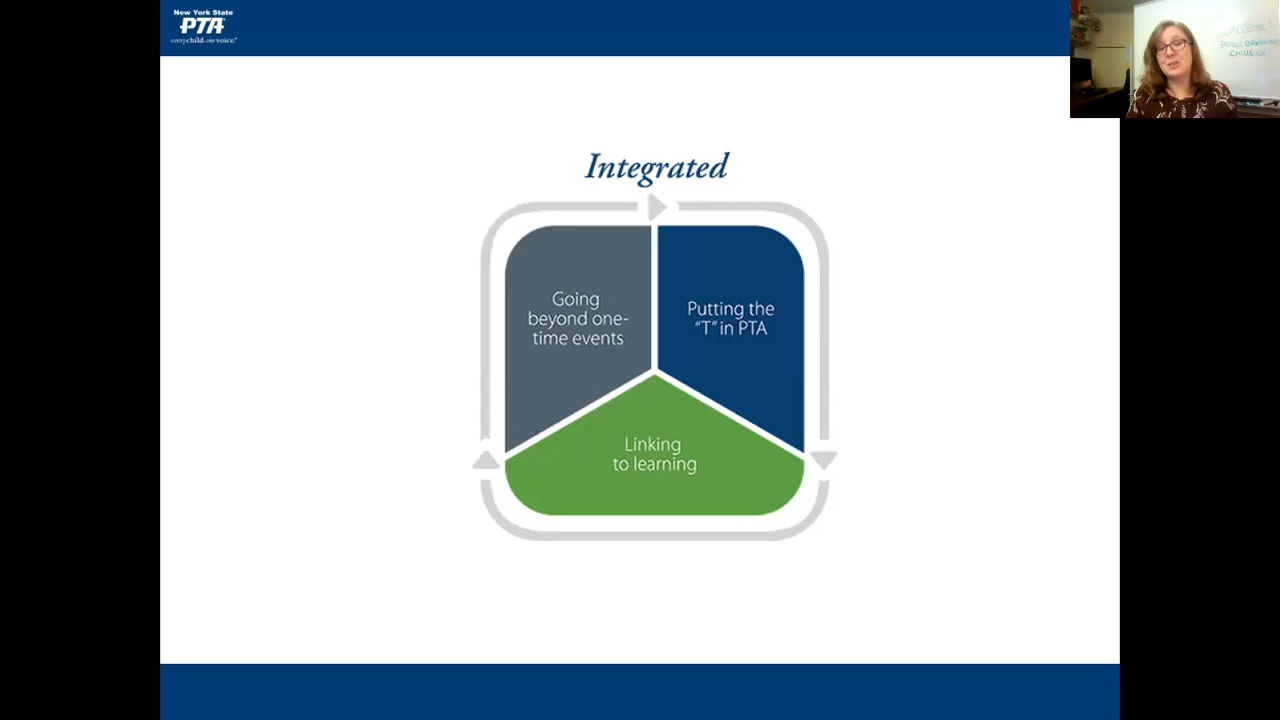 New York State
PTA
everychild.onevoice.®
Integrated
Going
beyond one-
time events
Putting the
“T” in PTA
Linking
to learning